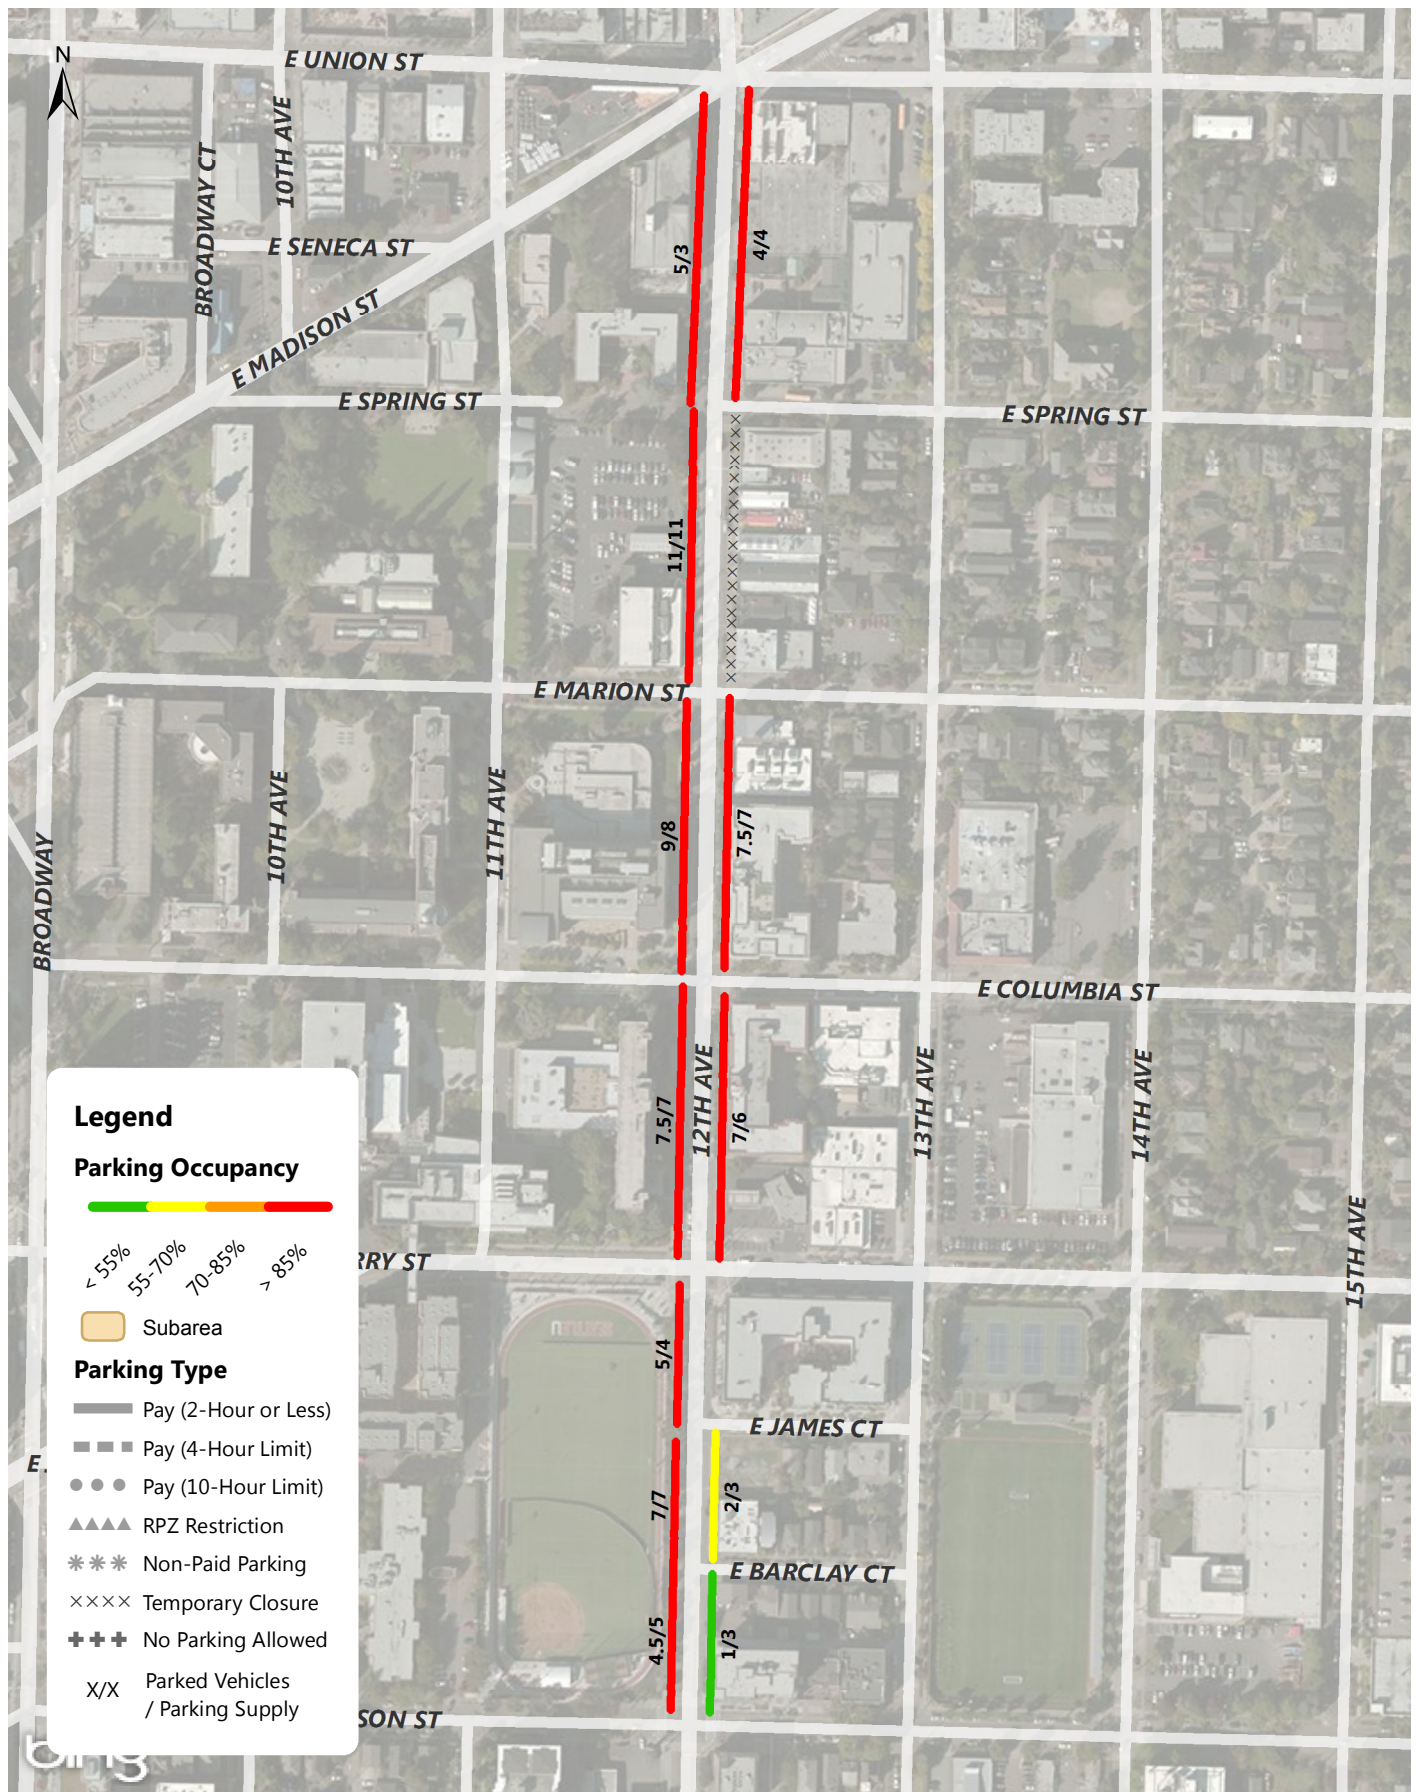 N
E UNION ST
10TH AVE
BROADWAY CT
E SENECA ST
E MADISON ST
E SPRING ST
E SPRING ST
5/3
4/4
11/11
E MARION ST
10TH AVE
11TH AVE
BROADWAY
9/8
7.5/7
E COLUMBIA ST
12TH AVE
13TH AVE
14TH AVE
15TH AVE
7.5/7
7/6
RRY ST
5/4
E JAMES CT
E
7/7
2/3
E BARCLAY CT
4.5/5
1/3
SON ST
Legend
Parking Occupancy
< 55%
55-70%
70-85%
> 85%
Subarea
Parking Type
Pay (2-Hour or Less)
Pay (4-Hour Limit)
Pay (10-Hour Limit)
RPZ Restriction
Non-Paid Parking
Temporary Closure
No Parking Allowed
X/X Parked Vehicles
/ Parking Supply
bing